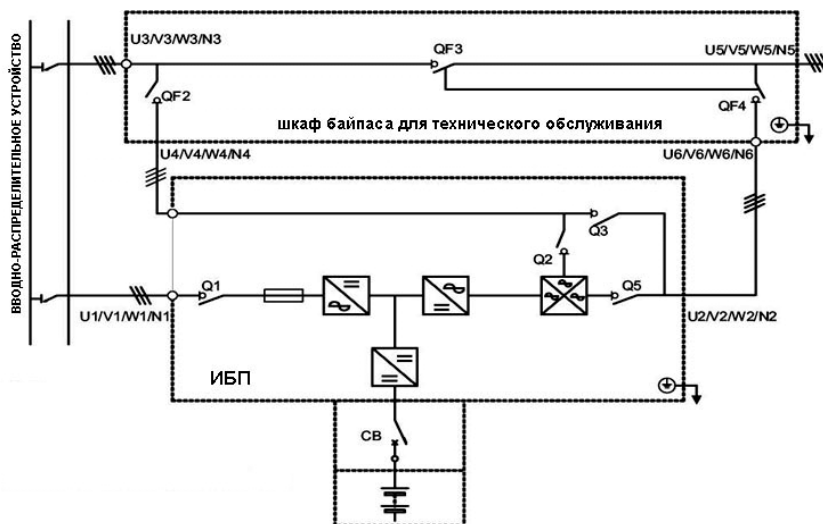 ВВОДНО-РАСПРЕДЕЛИТЕЛЬНОЕ УСТРОЙСТВО
U3/V3/W3/N3
QF3
U5/V5/W5/N5
QF2
QF4
шкаф байпаса для технического обслуживания
U4/V4/W4/N4
U6/V6/W6/N6
Q3
Q2
Q1
Q5
U1/V1/W1/N1
U2/V2/W2/N2
ИБП
CB